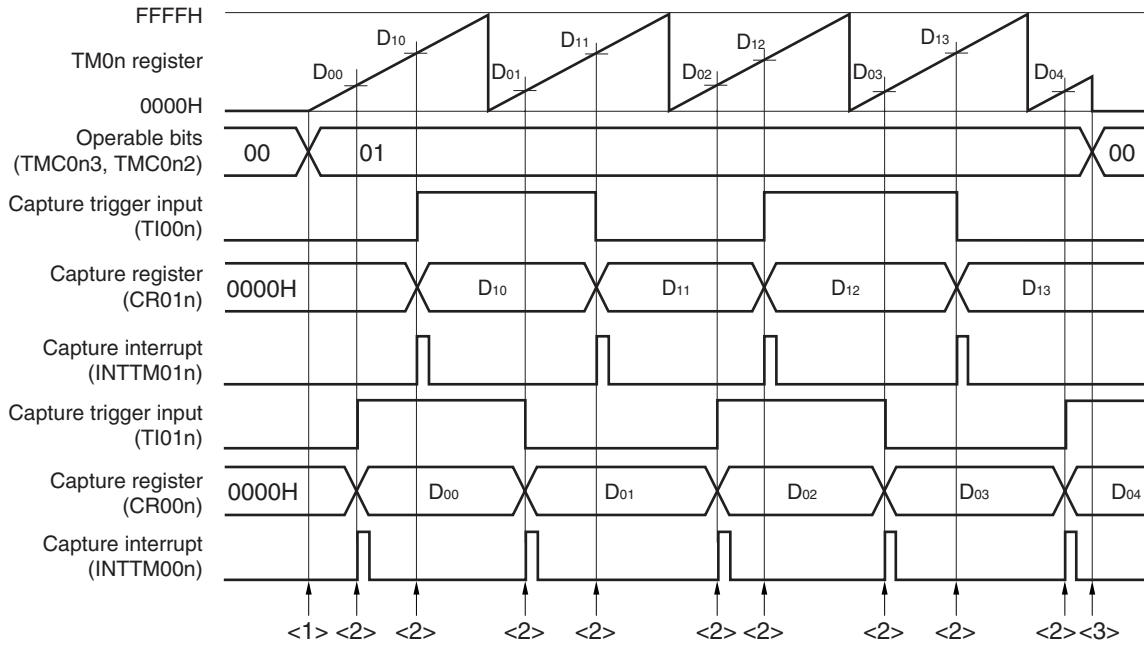 FFFFH
D10 D11 D12 D13
TM0n register
D00 D01 D02 D03 D04
0000H
Operable bits
(TMC0n3, TMC0n2)
00 01 00
Capture trigger input
(TI00n)
Capture register
(CR01n)
0000H D10 D11 D12 D13
Capture interrupt
(INTTM01n)
Capture trigger input
(TI01n)
Capture register
(CR00n)
0000H D00 D01 D02 D03 D04
Capture interrupt
(INTTM00n)
<1> <2> <2> <2> <2> <2> <2> <2> <2> <2> <3>